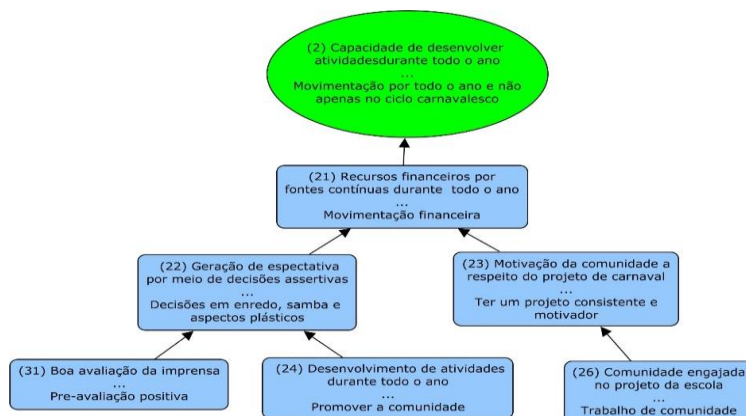 (2) Capacidade de desenvolver
atividadesdurante todo o ano
...
Movimentação por todo o ano e não
apenas no ciclo carnavalesco
(21) Recursos financeiros por
fontes contínuas durante todo o ano
...
Movimentação financeira
(22) Geração de espectativa
por meio de decisões assertivas
...
Decisões em enredo, samba e
aspectos plásticos
(23) Motivação da comunidade a
respeito do projeto de carnaval
...
Ter um projeto consistente e
motivador
(31) Boa avaliação da imprensa
...
Pre-avaliação positiva
(24) Desenvolvimento de atividades
durante todo o ano
...
Promover a comunidade
(26) Comunidade engajada
no projeto da escola
...
Trabalho de comunidade